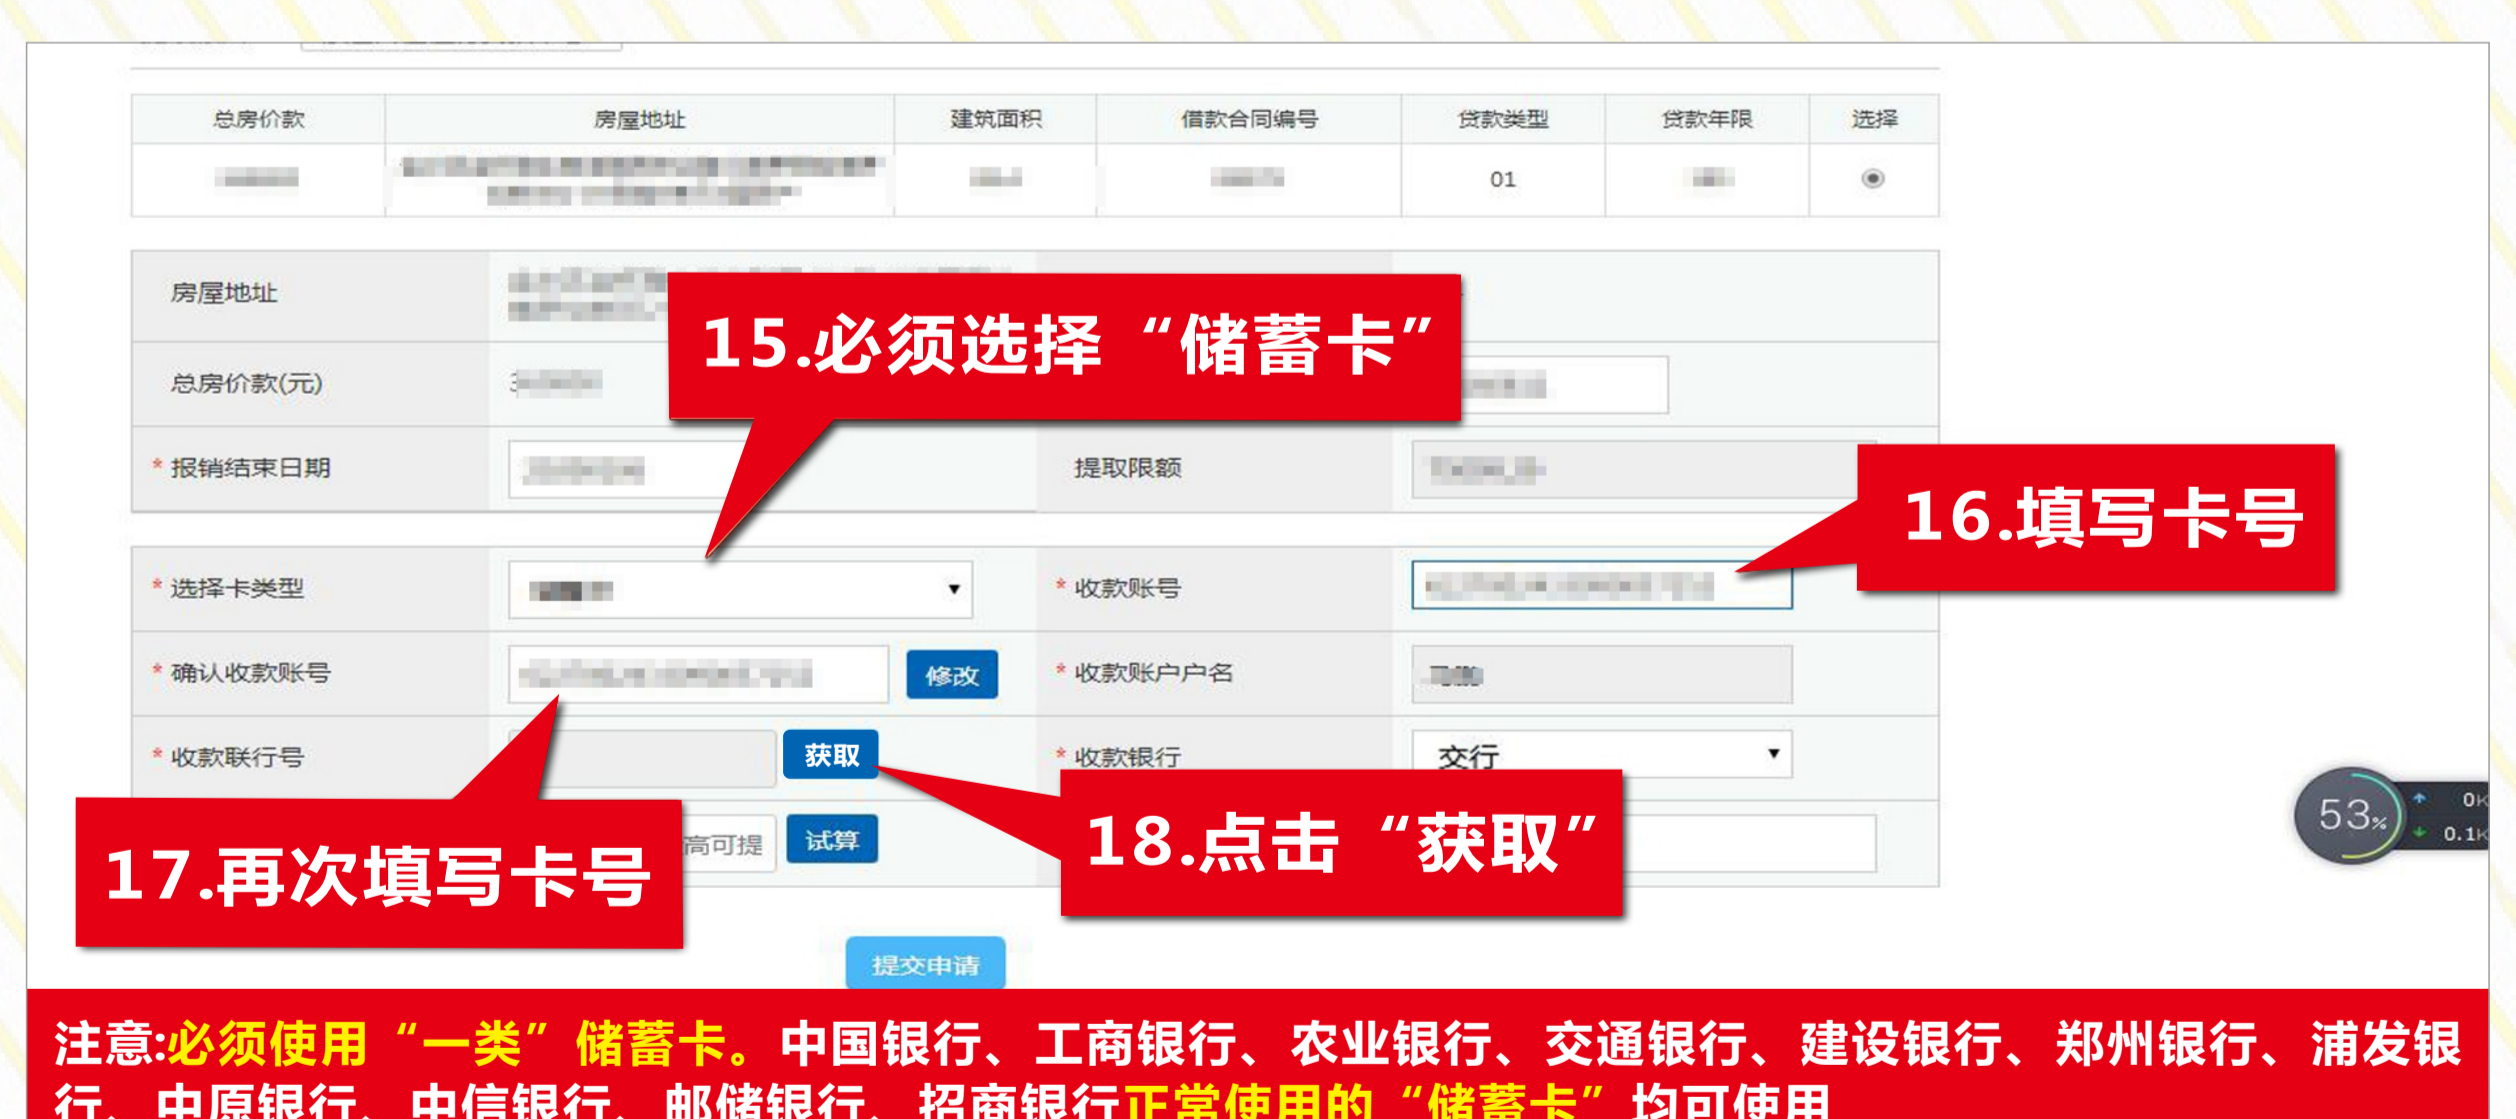 总房价款 房屋地址 建筑面积 借款合同编号 贷款类型 贷款年限 选择
01
房屋地址
15.必须选择“储蓄卡”
总房价款(元)
*报销结束日期 提取限额
16.填写卡号
*选择卡类型 *收款账号
*确认收款账号 修改 *收款账户户名
*收款联行号 获取 *收款银行 交行
17.再次填写卡号 高可提 试算 18.点击“获取”
53% 0K
0.1K
提交申请
注意:必须使用“一类”储蓄卡。中国银行、工商银行、农业银行、交通银行、建设银行、郑州银行、浦发银
行、中原银行、中信银行、邮储银行、招商银行正常使用的“储蓄卡”均可使用